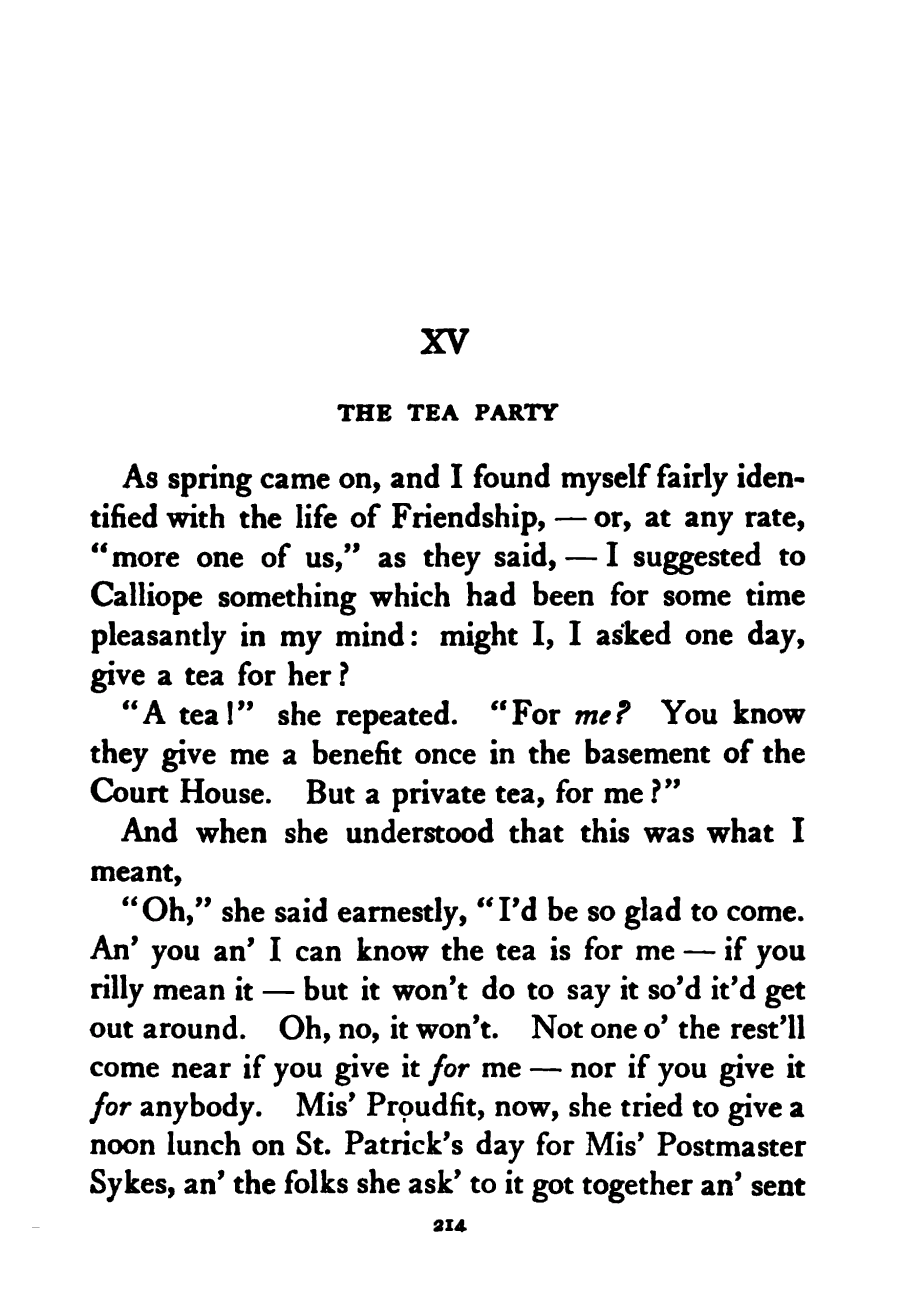 XV
THE TEA PARTY
As spring came on, and I found myself fairly iden-
tified with the life of Friendship, — or, at any rate,
“more one of us,” as they said, — I suggested to
Calliope something which had been for some time
pleasantly in my mind: might I, I asked one day,
give a tea for her?
“A tea!” she repeated. “For me? You know
they give me a benefit once in the basement of the
Court House. But a private tea, for me?”
And when she understood that this was what I
meant,
“Oh,” she said earnestly, “I’d be so glad to come.
An’ you an’ I can know the tea is for me — if you
rilly mean it — but it won’t do to say it so’d it’d get
out around. Oh, no, it won’t. Not one o’ the rest’ll
come near if you give it for me — nor if you give it
for anybody. Mis’ Proudfit, now, she tried to give a
noon lunch on St. Patrick’s day for Mis’ Postmaster
Sykes, an’ the folks she ask’ to it got together an’ sent
214